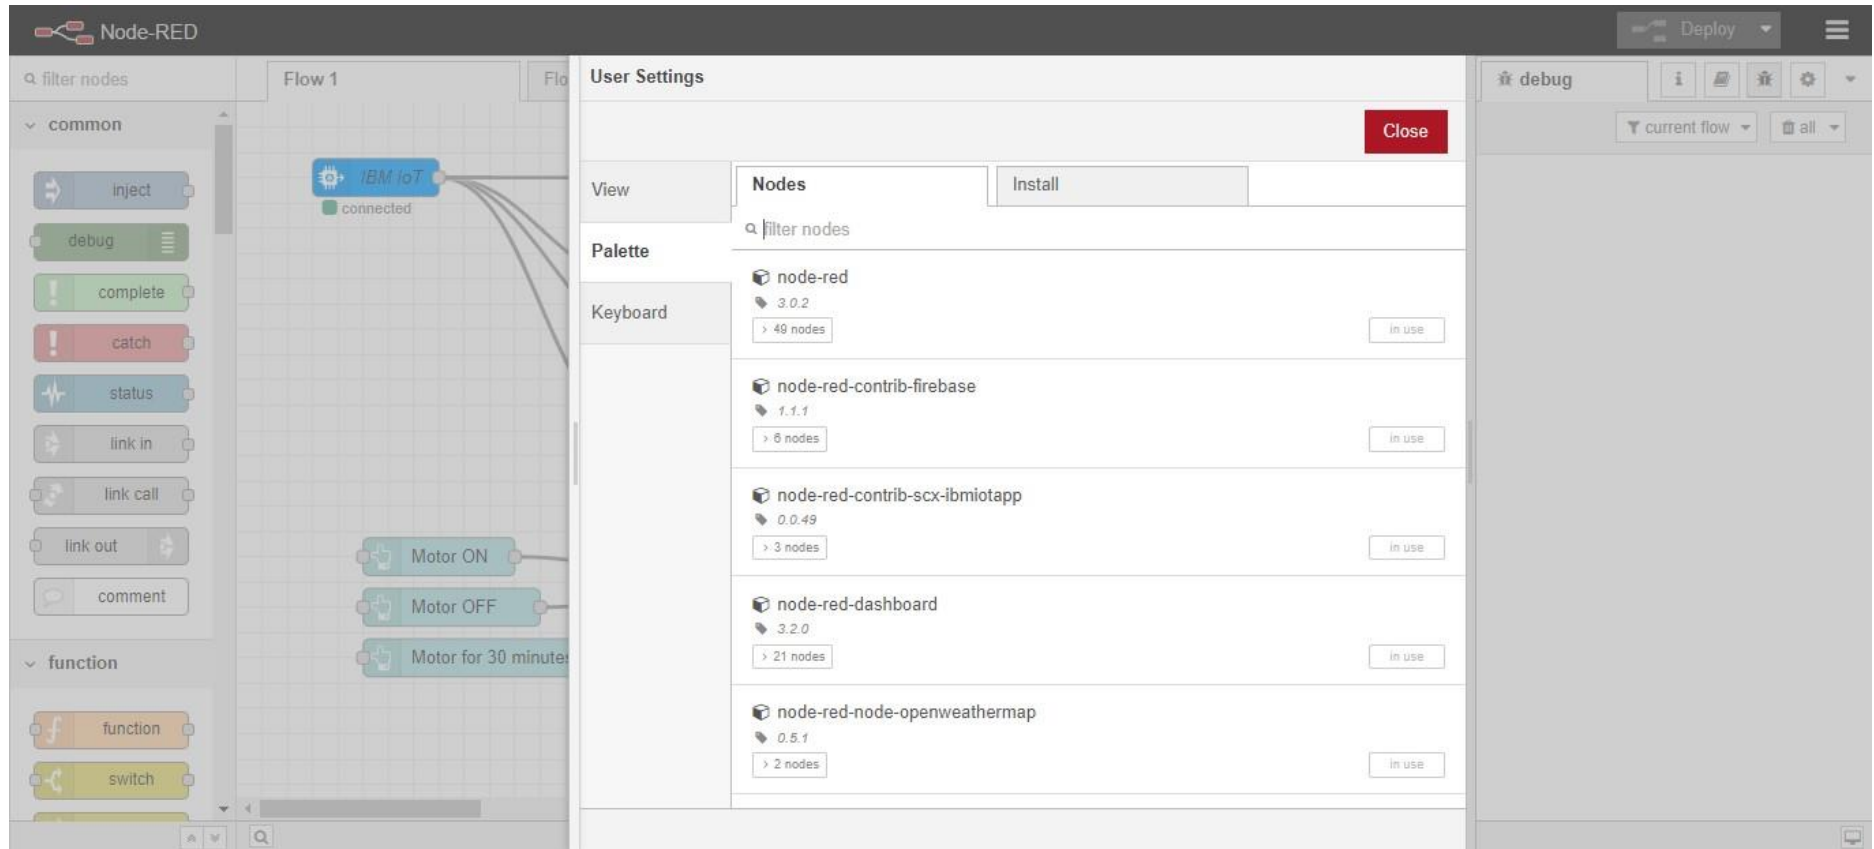 Node-RED
Deploy
filter nodes
common
inject
debug
complete
catch
status
link in
link call
link out
comment
function
function
switch
Flow 1
Flo
IBM IoT
connected
Motor ON
Motor OFF
Motor for 30 minutes
User Settings
Close
View
Palette
Keyboard
Nodes
Install
filter nodes
node-red
3.0.2
49 nodes
in use
node-red-contrib-firebase
1.1.1
6 nodes
in use
node-red-contrib-scx-ibmiotapp
0.0.49
3 nodes
in use
node-red-dashboard
3.2.0
21 nodes
in use
node-red-node-openweathermap
0.5.1
2 nodes
in use
debug
i
current flow
all